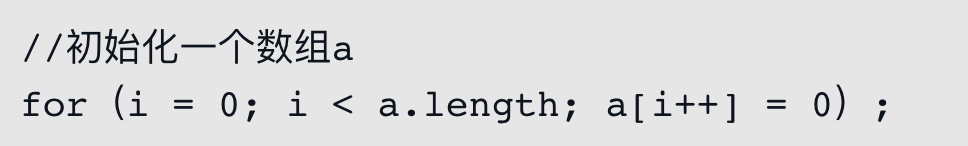 //初始化一个数组a
for (i = 0; i < a.length; a[i++] = 0) ;